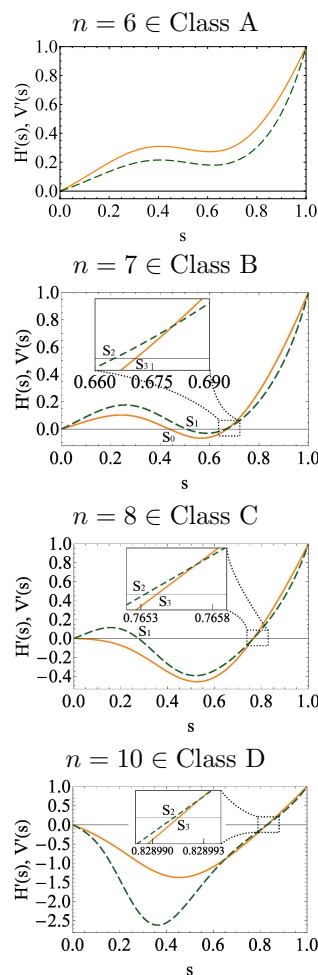 n = 6 ∈ Class A
H'(s), V'(s)
1.0
0.8
0.6
0.4
0.2
0.0
0.0 0.2 0.4 0.6 0.8 1.0
s
n = 7 ∈ Class B
H'(s), V'(s)
1.0
0.8
0.6
0.4
0.2
0.0
S₂
S₃
0.660 0.675 0.690
S₁
S₀
0.0 0.2 0.4 0.6 0.8 1.0
s
n = 8 ∈ Class C
H'(s), V'(s)
1.0
0.8
0.6
0.4
0.2
0.0
−0.2
−0.4
S₂
S₃
0.7653 0.7658
S₁
0.0 0.2 0.4 0.6 0.8 1.0
s
n = 10 ∈ Class D
H'(s), V'(s)
1.0
0.5
0.0
−0.5
−1.0
−1.5
−2.0
−2.5
S₂
S₃
0.828990 0.828993
0.0 0.2 0.4 0.6 0.8 1.0
s